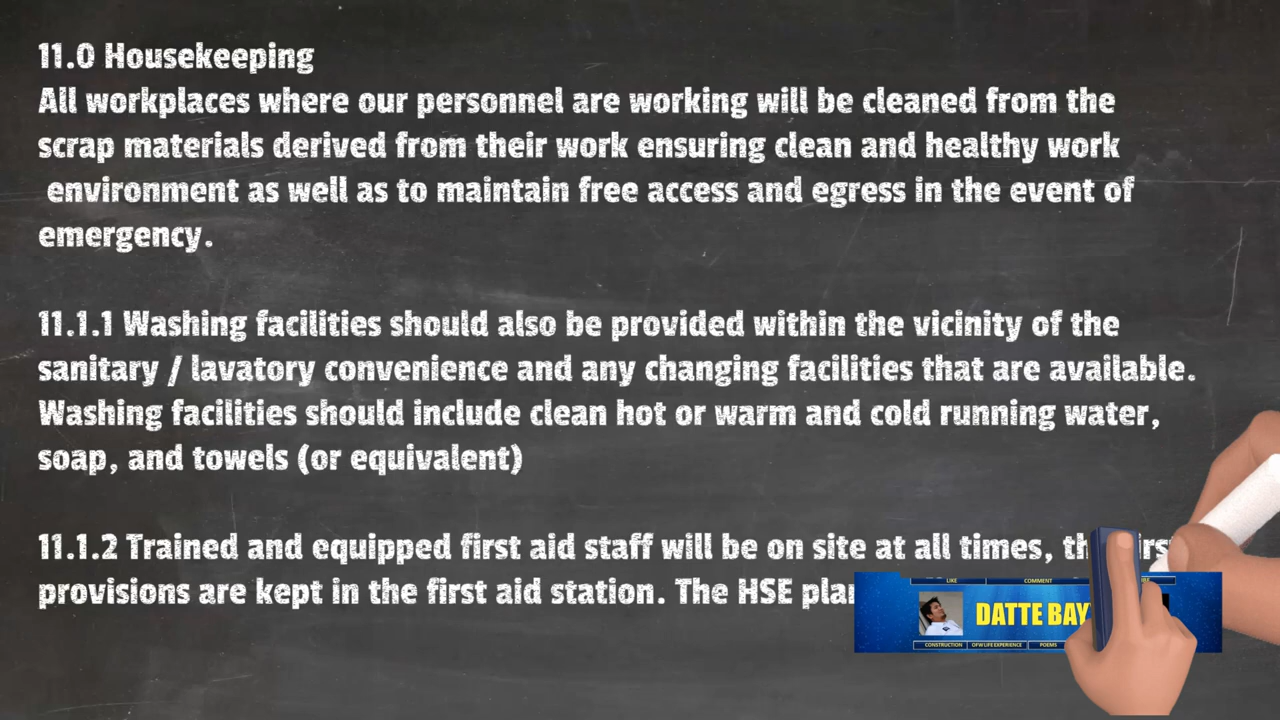 11.0 Housekeeping
All workplaces where our personnel are working will be cleaned from the
scrap materials derived from their work ensuring clean and healthy work
environment as well as to maintain free access and egress in the event of
emergency.
11.1.1 Washing facilities should also be provided within the vicinity of the
sanitary / lavatory convenience and any changing facilities that are available.
Washing facilities should include clean hot or warm and cold running water,
soap, and towels (or equivalent)
11.1.2 Trained and equipped first aid staff will be on site at all times,
provisions are kept in the first aid station. The HSE plan
LIKE COMMENT
DATTE BAY
CONSTRUCTION OFW LIFE EXPERIENCE POEMS